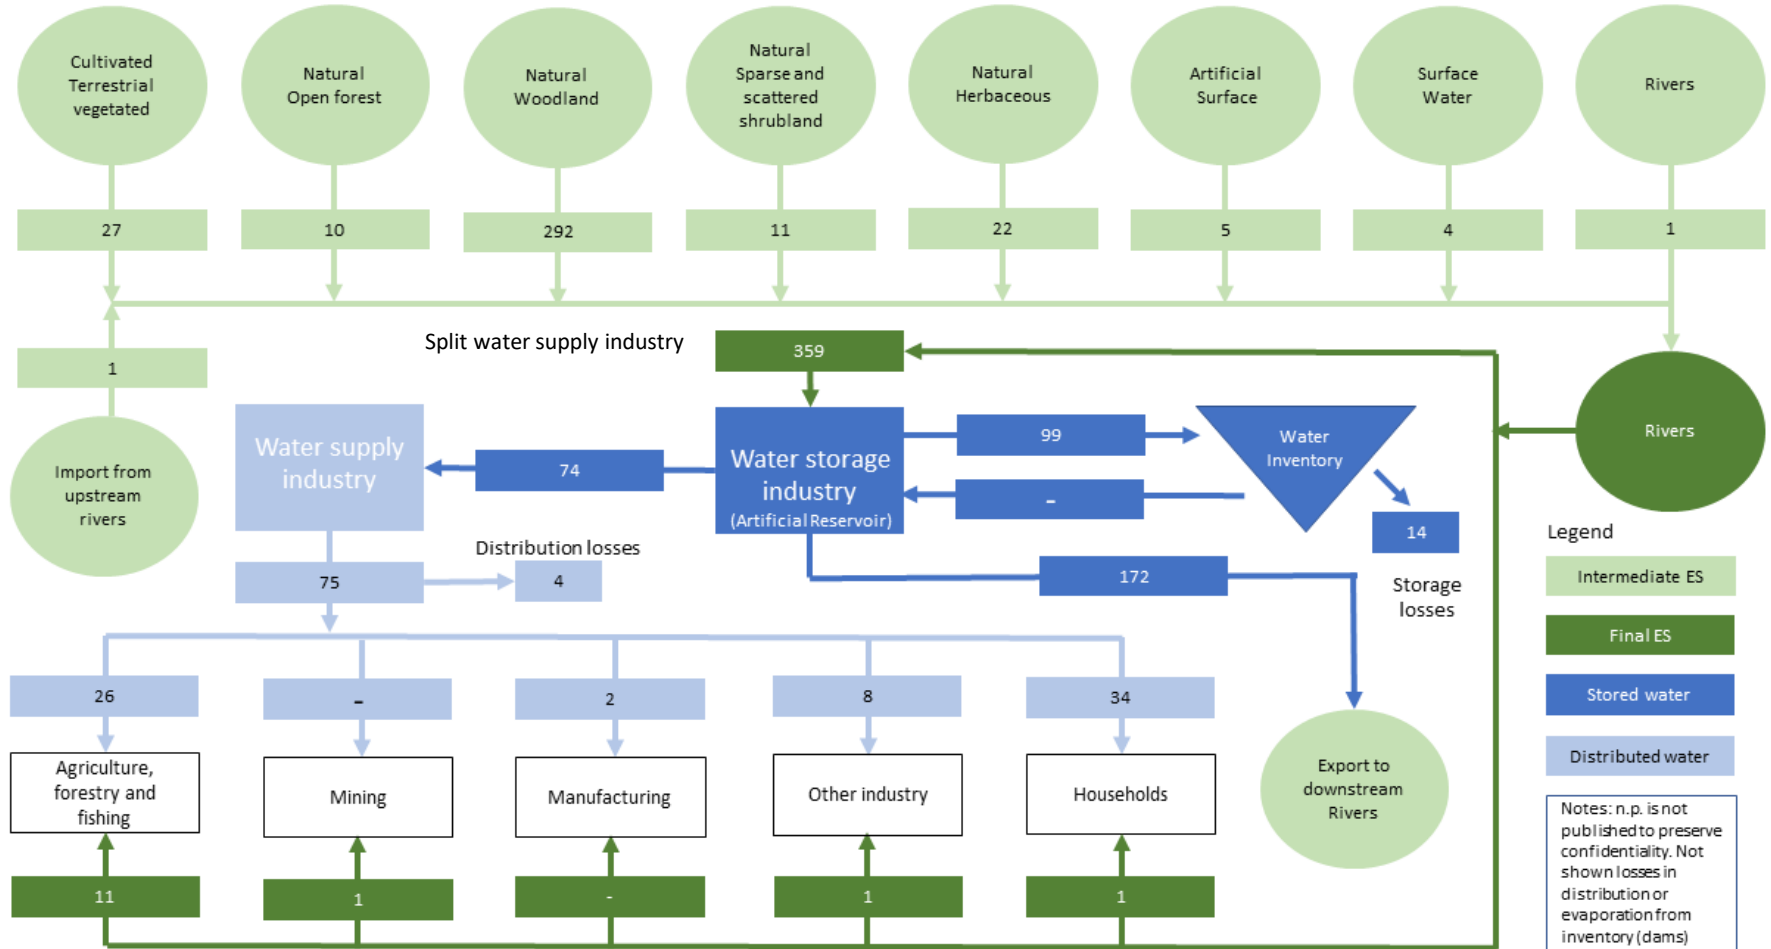 Cultivated
Terrestrial
vegetated
Natural
Open forest
Natural
Woodland
Natural
Sparse and
scattered
shrubland
Natural
Herbaceous
Artificial
Surface
Surface
Water
Rivers
27
10
292
11
22
5
4
1
1
Import from
upstream
rivers
Split water supply industry
359
Water supply
industry
74
Water storage
industry
(Artificial Reservoir)
99
-
Water
Inventory
14
Storage
losses
Rivers
75
Distribution losses
4
172
Export to
downstream
Rivers
26
-
2
8
34
Agriculture,
forestry and
fishing
Mining
Manufacturing
Other industry
Households
11
1
-
1
1
Legend
Intermediate ES
Final ES
Stored water
Distributed water
Notes: n.p. is not
published to preserve
confidentiality. Not
shown losses in
distribution or
evaporation from
inventory (dams)